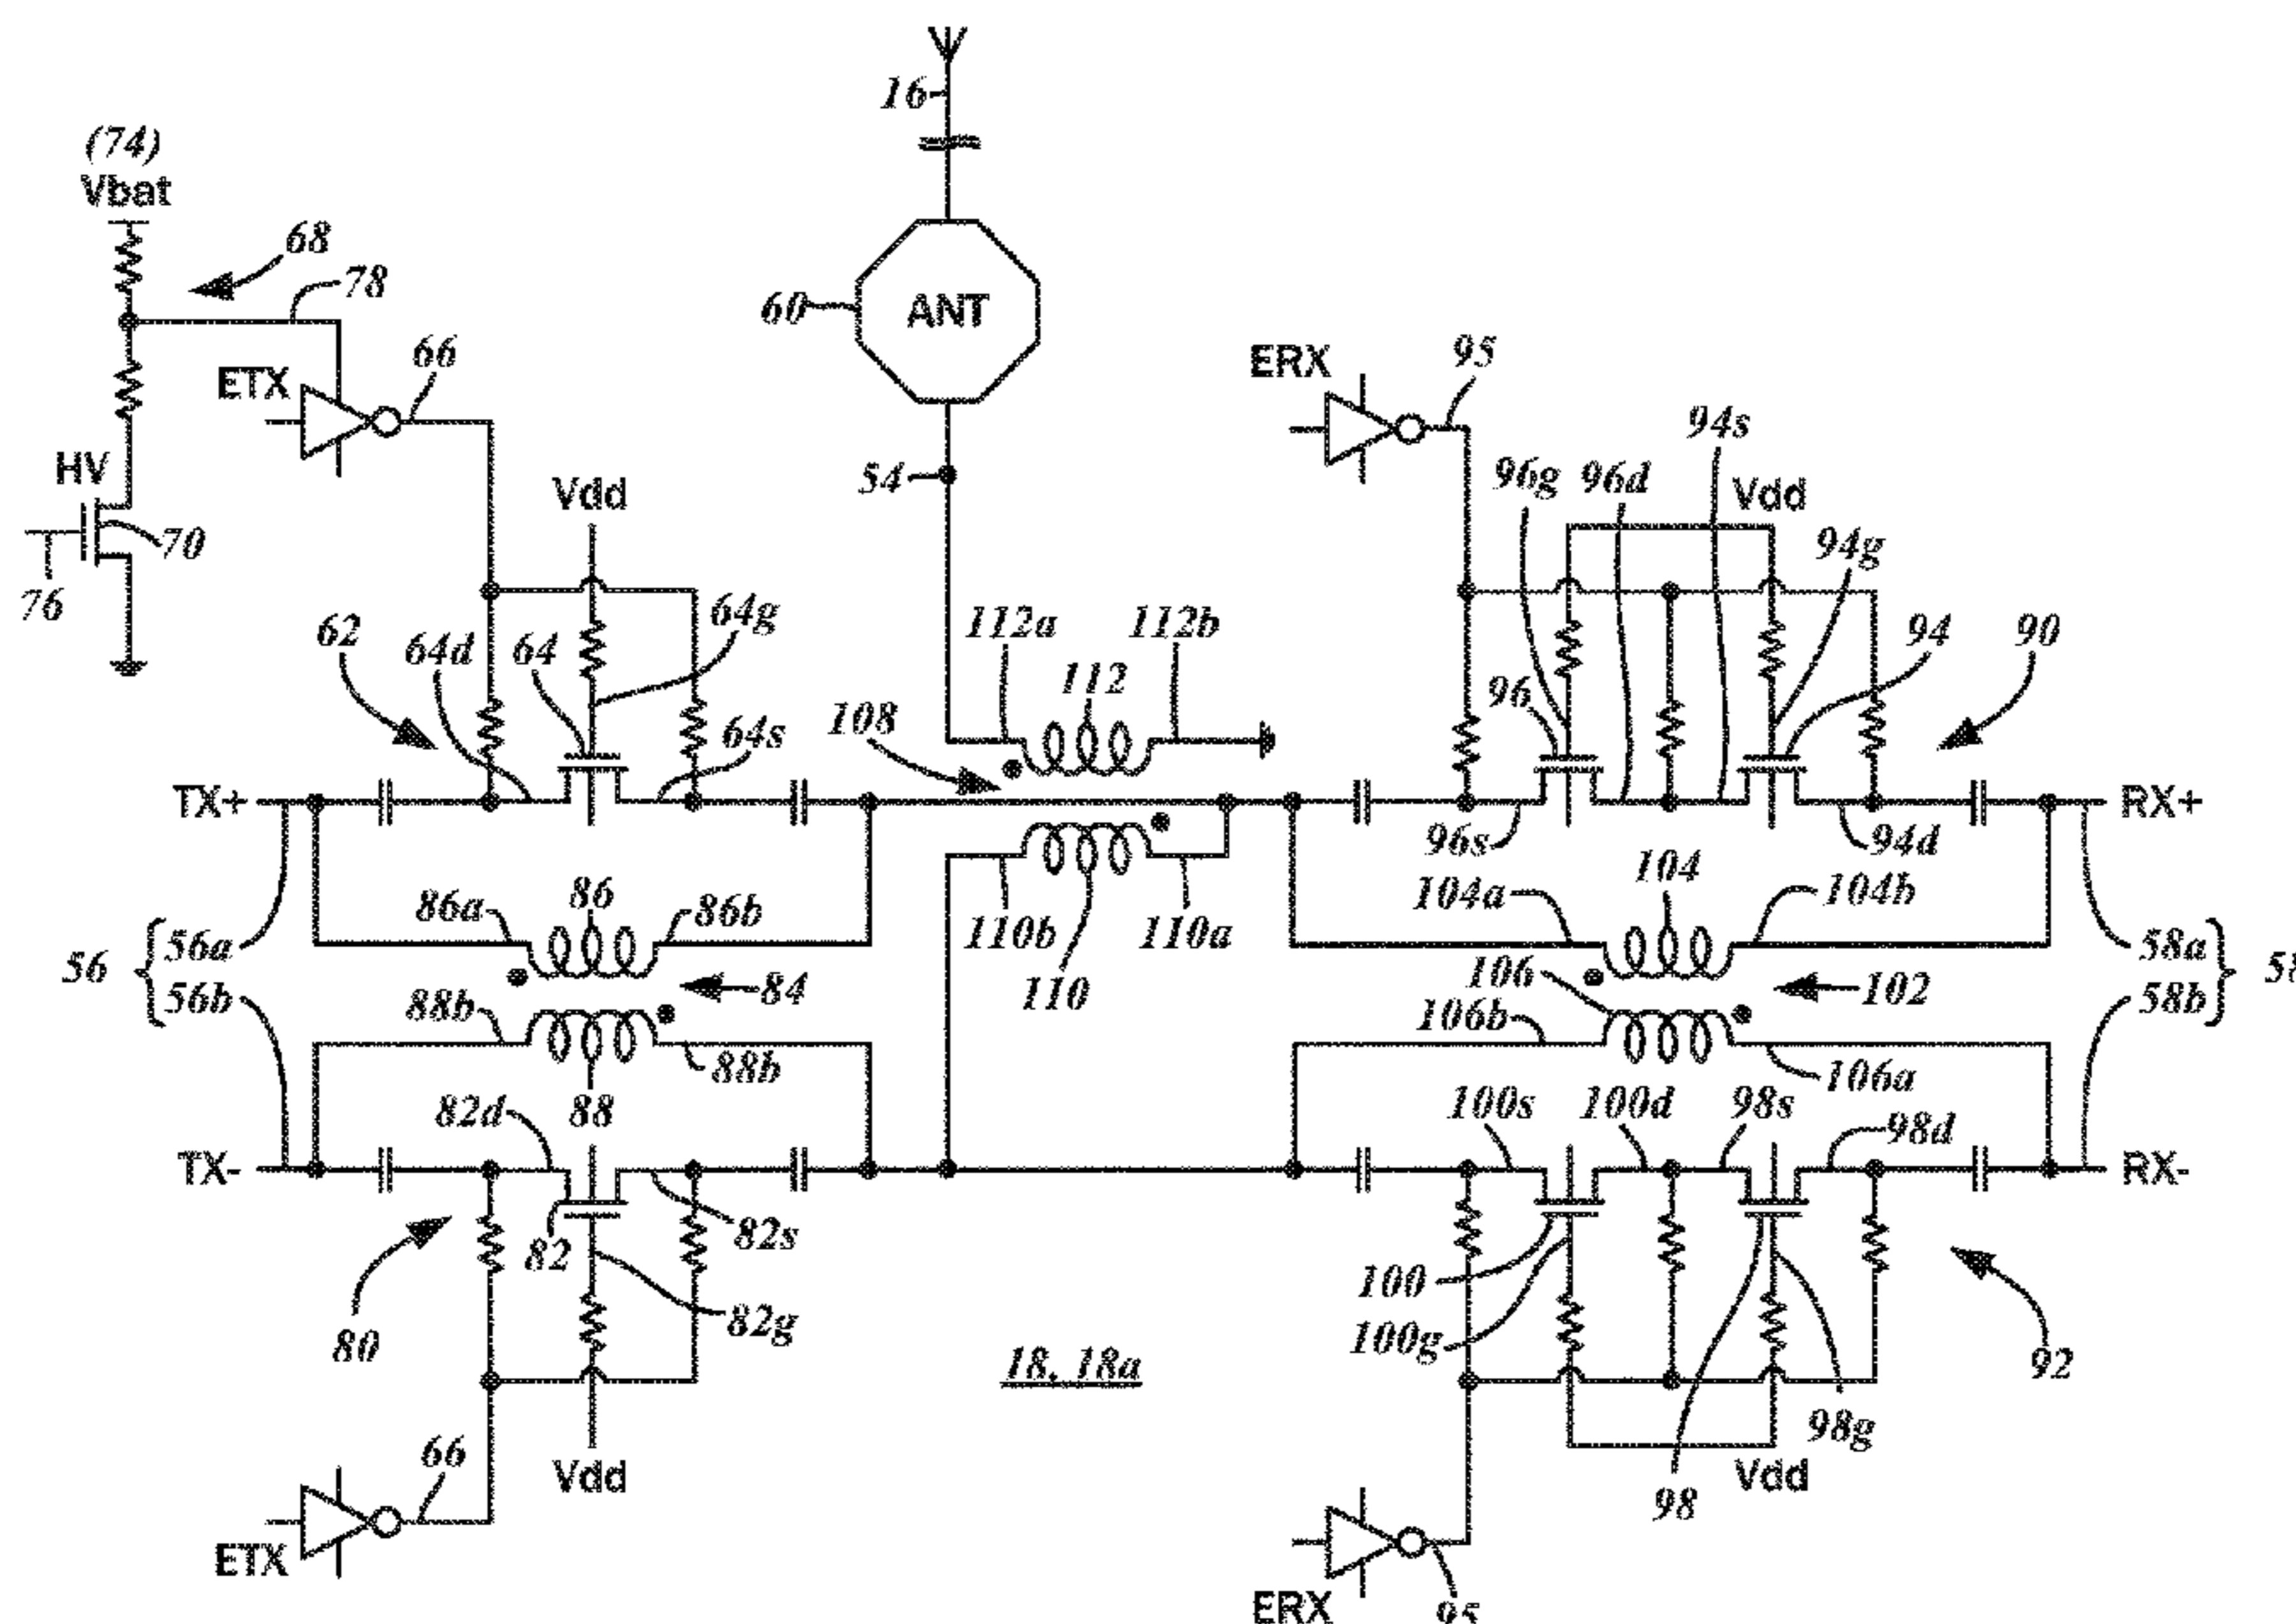 16
(74)
Vbat
68
78
60
ANT
ETX
66
ERX
95
94s
54
96g
96d
Vdd
HV
Vdd
70
94g
76
62
64d
64
64g
112a
112b
112
96
94
90
108
64s
TX+
RX+
96s
94d
104
104a
104b
86
86a
86b
110b
110a
56
56a
58a
58
84
110
106
102
56b
58b
88b
88b
106b
106a
82d
88
100s
100d
98s
98d
TX-
RX-
82
82s
100
80
82g
100g
92
18, 18a
98g
66
Vdd
98
Vdd
ETX
ERX
95